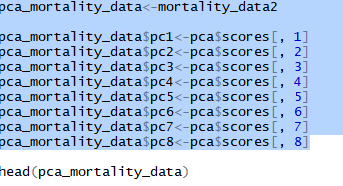 pca_mortality_data<-mortality_data2
pca_mortality_data$pc1<-pca$scores[, 1]
pca_mortality_data$pc2<-pca$scores[, 2]
pca_mortality_data$pc3<-pca$scores[, 3]
pca_mortality_data$pc4<-pca$scores[, 4]
pca_mortality_data$pc5<-pca$scores[, 5]
pca_mortality_data$pc6<-pca$scores[, 6]
pca_mortality_data$pc7<-pca$scores[, 7]
pca_mortality_data$pc8<-pca$scores[, 8]
head(pca_mortality_data)